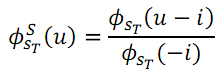 ϕ^S_{s_T}(u) = ϕ_{s_T}(u − i) / ϕ_{s_T}(−i)